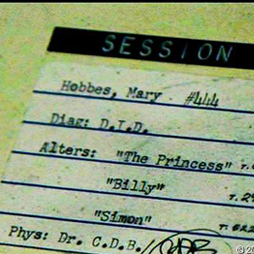 SESSION
Hobbes, Mary #444
Diag: D.I.D.
Alters: "The Princess"
"Billy"
"Simon"
Phys: Dr. C.D.B.